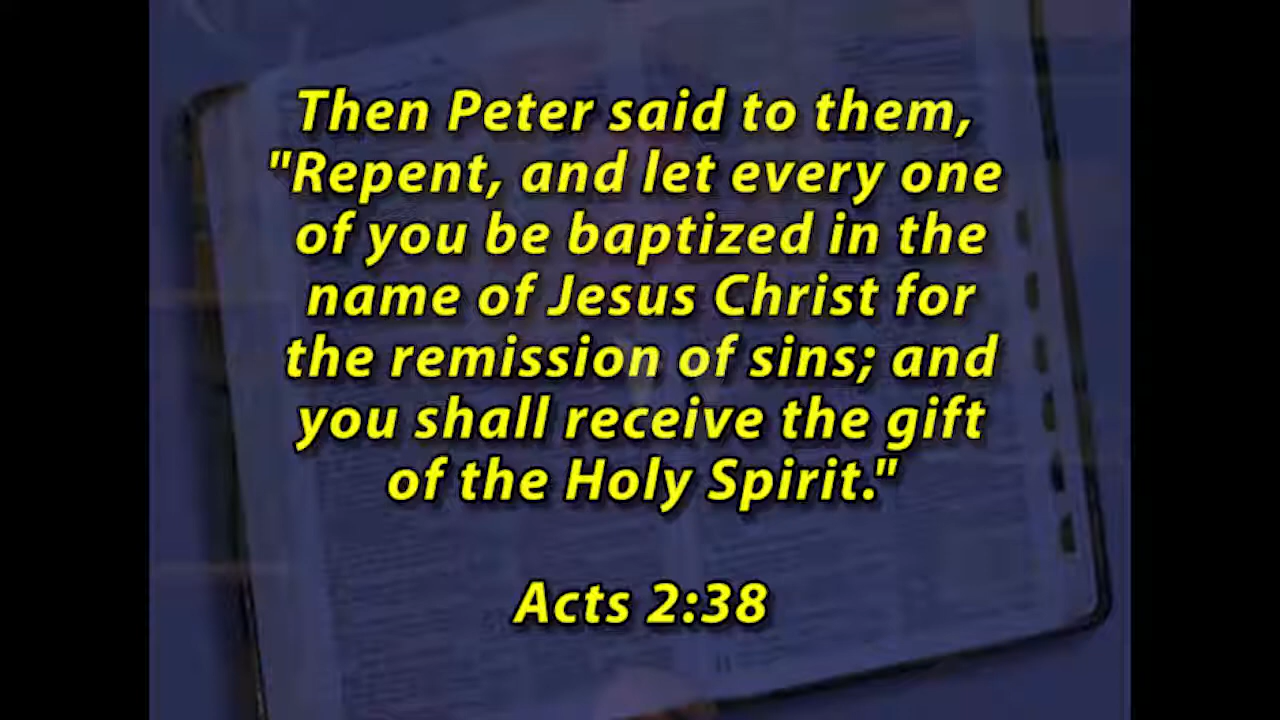 Then Peter said to them,
"Repent, and let every one
of you be baptized in the
name of Jesus Christ for
the remission of sins; and
you shall receive the gift
of the Holy Spirit."
Acts 2:38